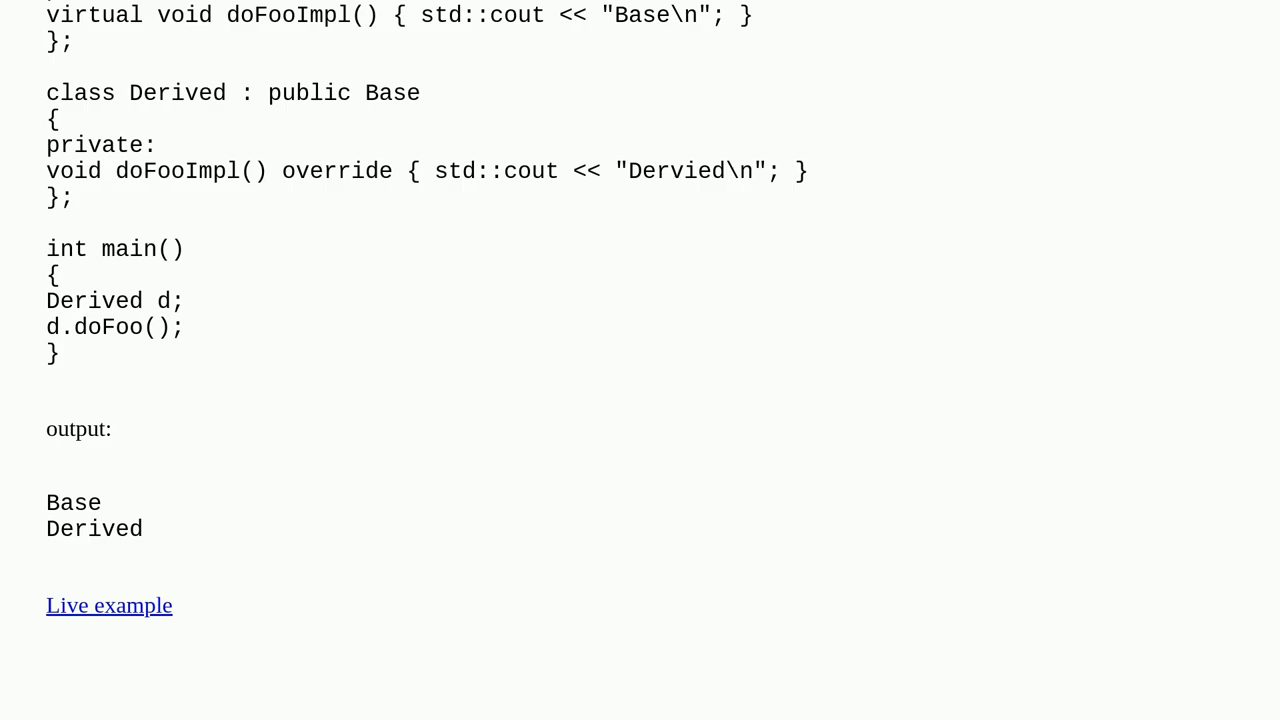 virtual void doFooImpl() { std::cout << "Base\n"; }
};
class Derived : public Base
{
private:
void doFooImpl() override { std::cout << "Dervied\n"; }
};
int main()
{
Derived d;
d.doFoo();
}
output:
Base
Derived
Live example